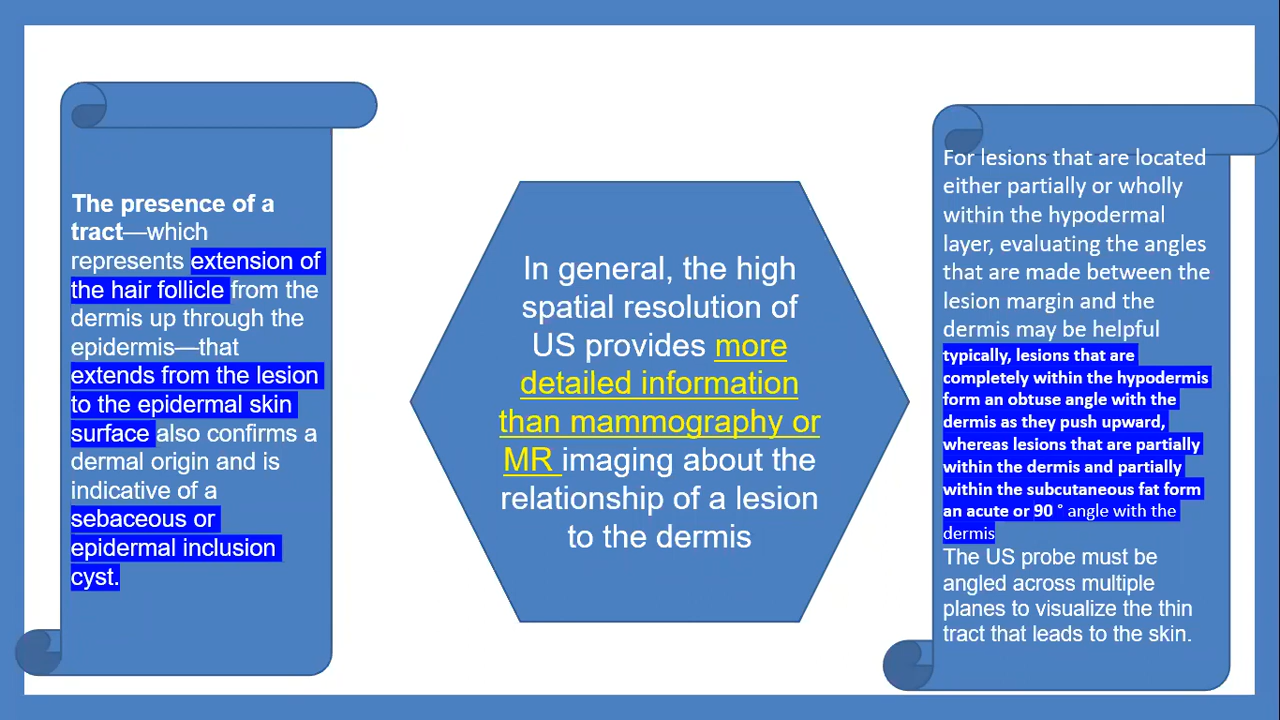 The presence of a
tract—which
represents extension of
the hair follicle from the
dermis up through the
epidermis—that
extends from the lesion
to the epidermal skin
surface also confirms a
dermal origin and is
indicative of a
sebaceous or
epidermal inclusion
cyst.
In general, the high
spatial resolution of
US provides more
detailed information
than mammography or
MR imaging about the
relationship of a lesion
to the dermis
For lesions that are located
either partially or wholly
within the hypodermal
layer, evaluating the angles
that are made between the
lesion margin and the
dermis may be helpful
typically, lesions that are
completely within the hypodermis
form an obtuse angle with the
dermis as they push upward,
whereas lesions that are partially
within the dermis and partially
within the subcutaneous fat form
an acute or 90 ° angle with the
dermis
The US probe must be
angled across multiple
planes to visualize the thin
tract that leads to the skin.